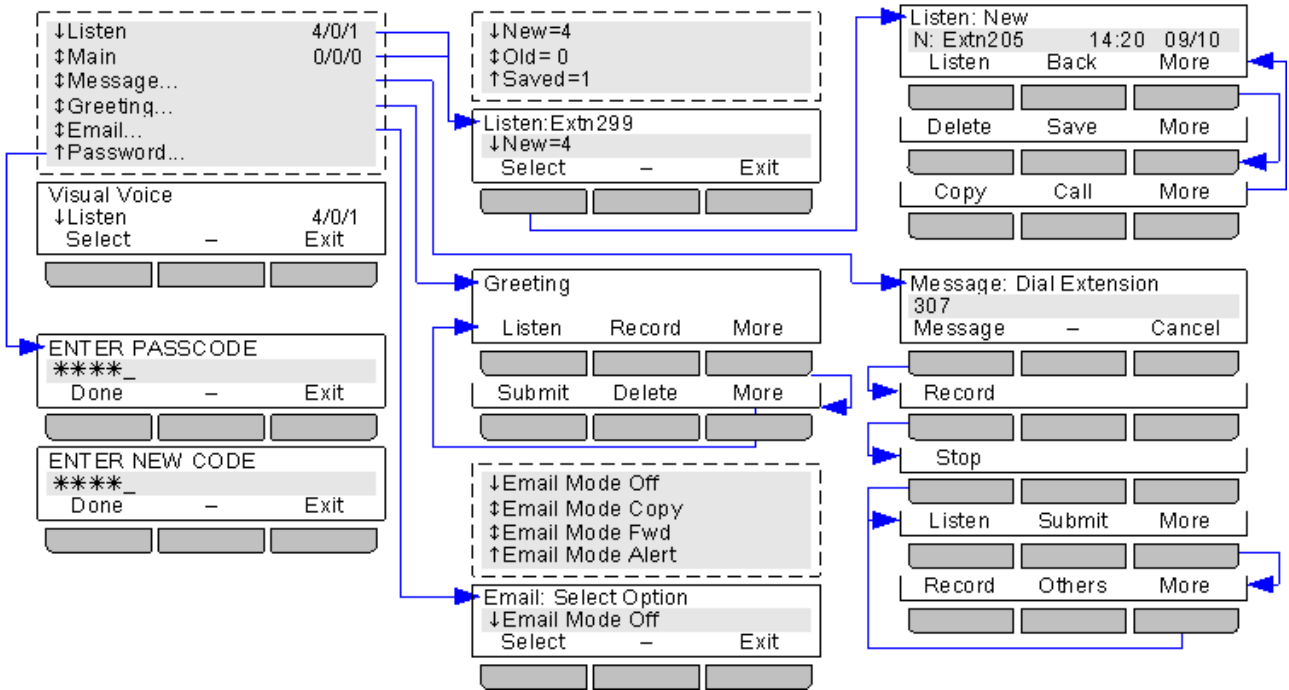 ↓Listen 4/0/1
↕Main 0/0/0
↕Message...
↕Greeting...
↕Email...
↑Password...
Visual Voice
↓Listen 4/0/1
Select – Exit
ENTER PASSCODE
****_
Done – Exit
ENTER NEW CODE
****_
Done – Exit
↓New=4
↕Old= 0
↑Saved=1
Listen:Extn299
↓New=4
Select – Exit
Greeting
Listen Record More
Submit Delete More
↓Email Mode Off
↕Email Mode Copy
↕Email Mode Fwd
↑Email Mode Alert
Email: Select Option
↓Email Mode Off
Select – Exit
Listen: New
N: Extn205 14:20 09/10
Listen Back More
Delete Save More
Copy Call More
Message: Dial Extension
307
Message – Cancel
Record
Stop
Listen Submit More
Record Others More